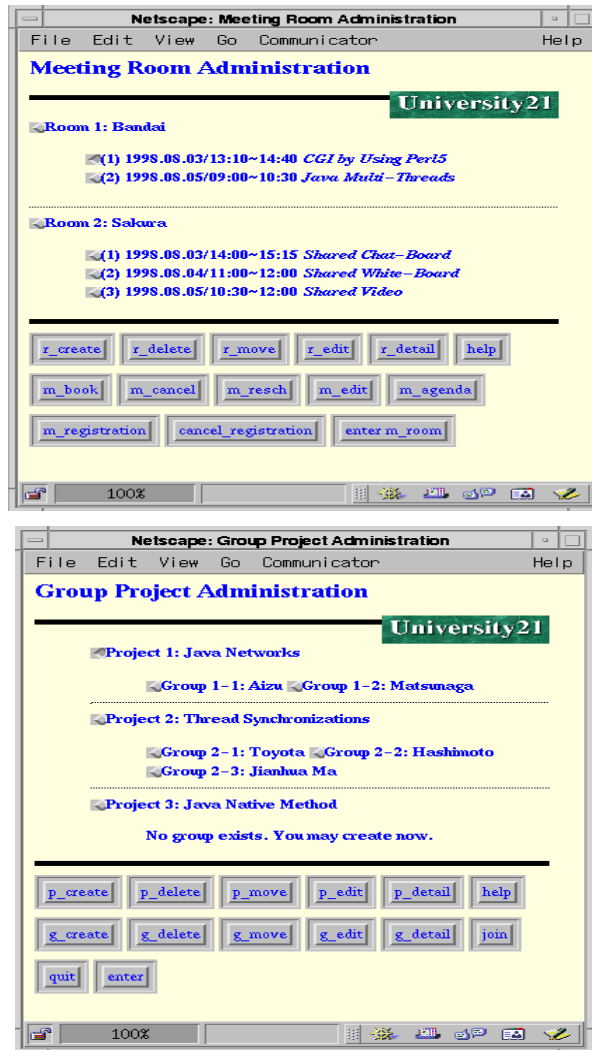 Netscape: Meeting Room Administration
File Edit View Go Communicator Help
Meeting Room Administration
University21
Room 1: Bandai
(1) 1998.08.03/13:10~14:40 CGI by Using Perl5
(2) 1998.08.05/09:00~10:30 Java Multi-Threads
Room 2: Sakura
(1) 1998.08.03/14:00~15:15 Shared Chat-Board
(2) 1998.08.04/11:00~12:00 Shared White-Board
(3) 1998.08.05/10:30~12:00 Shared Video
r_create r_delete r_move r_edit r_detail help
m_book m_cancel m_resch m_edit m_agenda
m_registration cancel_registration enter m_room
100%
Netscape: Group Project Administration
File Edit View Go Communicator Help
Group Project Administration
University21
Project 1: Java Networks
Group 1-1: Aizu Group 1-2: Matsunaga
Project 2: Thread Synchronizations
Group 2-1: Toyota Group 2-2: Hashimoto
Group 2-3: Jianhua Ma
Project 3: Java Native Method
No group exists. You may create now.
p_create p_delete p_move p_edit p_detail help
g_create g_delete g_move g_edit g_detail join
quit enter
100%